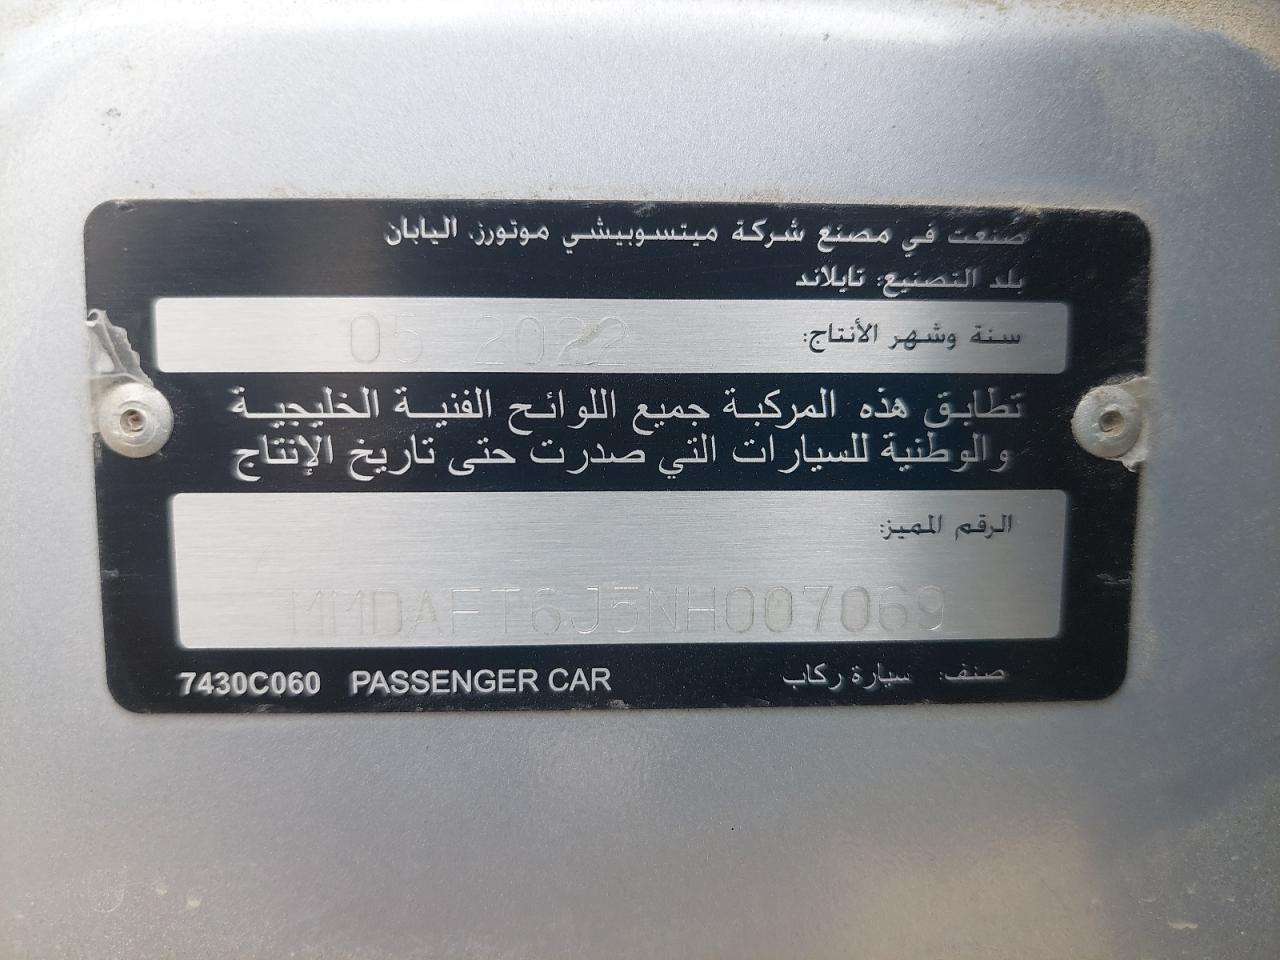 صنعت في مصنع شركة ميتسوبيشي موتورز. اليابان
بلد التصنيع: تايلاند
سنة وشهر الأنتاج: 05 2022
تطابق هذه المركبة جميع اللوائح الفنية الخليجية
والوطنية للسيارات التي صدرت حتى تاريخ الإنتاج
الرقم المميز:
MMDAFT6J5NH007069
صنف: سيارة ركاب PASSENGER CAR 7430C060